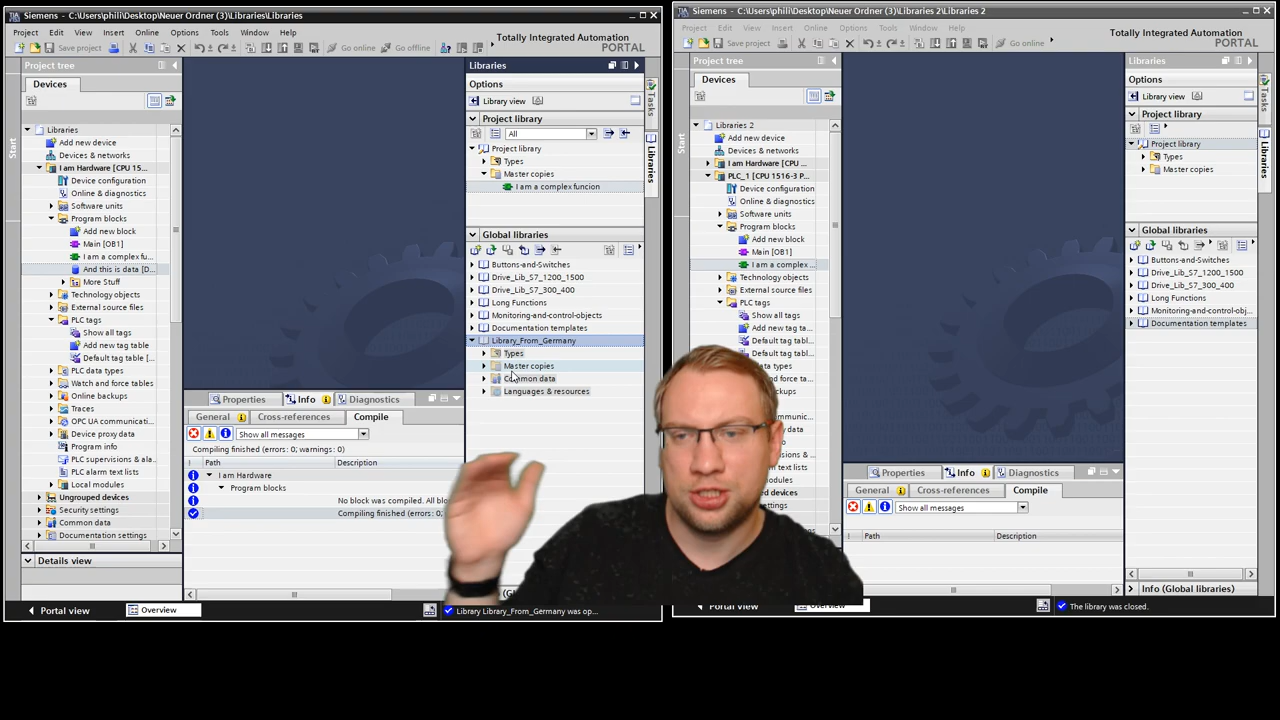 Siemens - C:\Users\phili\Desktop\Neuer Ordner (3)\Libraries\Libraries
Project Edit View Insert Online Options Tools Window Help
Totally Integrated Automation
PORTAL
Save project
Go online
Go offline
Project tree
Devices
Start
Libraries
Add new device
Devices & networks
I am Hardware [CPU 15...
Device configuration
Online & diagnostics
Software units
Program blocks
Add new block
Main [OB1]
I am a complex fu...
And this is data [D...
More Stuff
Technology objects
External source files
PLC tags
Show all tags
Add new tag table
Default tag table [...
PLC data types
Watch and force tables
Online backups
Traces
OPC UA communicati...
Device proxy data
Program info
PLC supervisions & ala...
PLC alarm text lists
Local modules
Ungrouped devices
Security settings
Common data
Documentation settings
Details view
Properties
Info
Diagnostics
General
Cross-references
Compile
Show all messages
Compiling finished (errors: 0; warnings: 0)
! Path Description
I am Hardware
Program blocks
No block was compiled. All blo
Compiling finished (errors: 0;
Libraries
Options
Library view
Project library
All
Project library
Types
Master copies
I am a complex funcion
Global libraries
Buttons-and-Switches
Drive_Lib_S7_1200_1500
Drive_Lib_S7_300_400
Long Functions
Monitoring-and-control-objects
Documentation templates
Library_From_Germany
Types
Master copies
Common data
Languages & resources
Tasks
Libraries
Portal view
Overview
Library Library_From_Germany was op...
Siemens - C:\Users\phili\Desktop\Neuer Ordner (3)\Libraries 2\Libraries 2
Project Edit View Insert Online Options
Totally Integrated Automation
PORTAL
Save project
Go online
Project tree
Devices
Start
Libraries 2
Add new device
Devices & networks
I am Hardware [CPU ...
PLC_1 [CPU 1516-3 P...
Device configuration
Online & diagnostics
Software units
Program blocks
Add new block
Main [OB1]
I am a complex ...
Technology objects
External source files
PLC tags
Show all tags
Add new tag ta...
Default tag tabl...
Default tag tabl...
Properties
Info
Diagnostics
General
Cross-references
Compile
Show all messages
! Path Description
Libraries
Options
Library view
Project library
Project library
Types
Master copies
Global libraries
Buttons-and-Switches
Drive_Lib_S7_1200_1500
Drive_Lib_S7_300_400
Long Functions
Monitoring-and-control-objects
Documentation templates
Info (Global libraries)
Tasks
Libraries
Portal view
The library was closed.